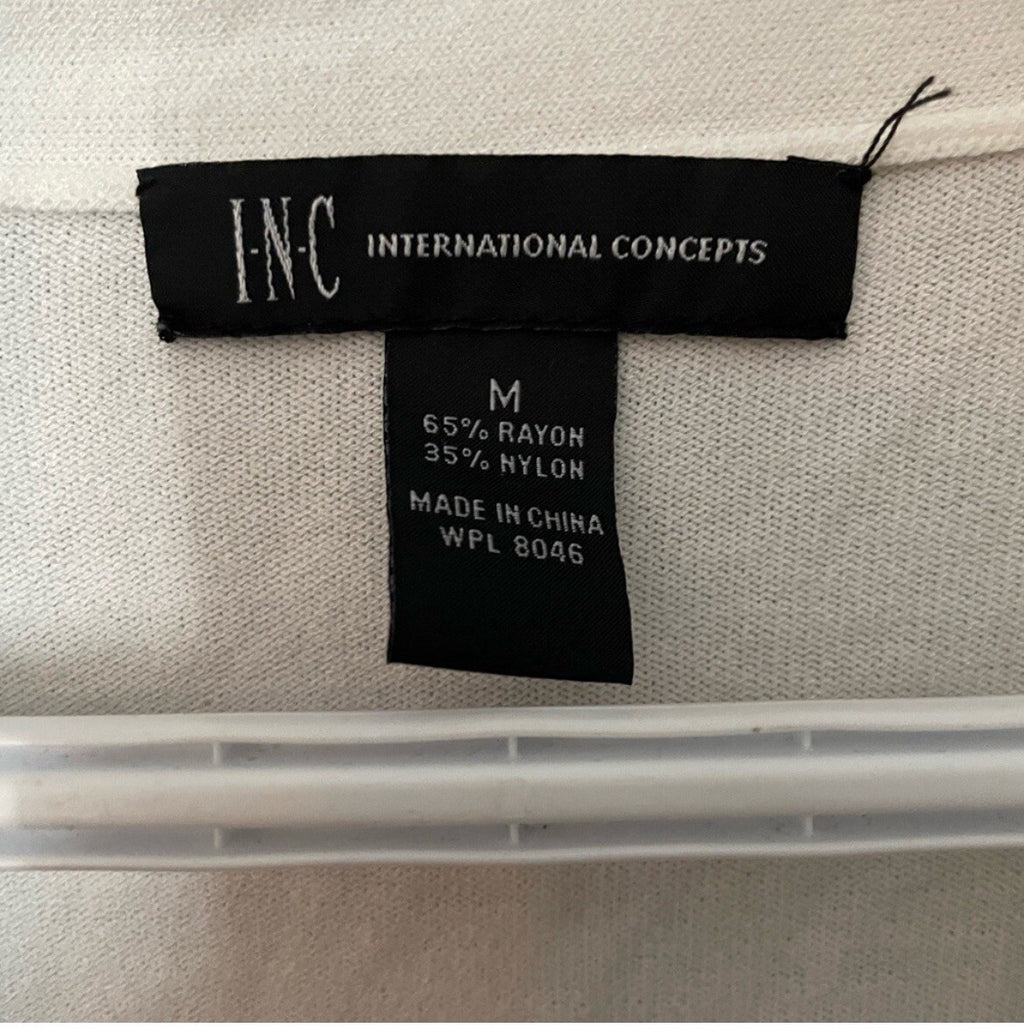 I-N-C INTERNATIONAL CONCEPTS
M
65% RAYON
35% NYLON
MADE IN CHINA
WPL 8046